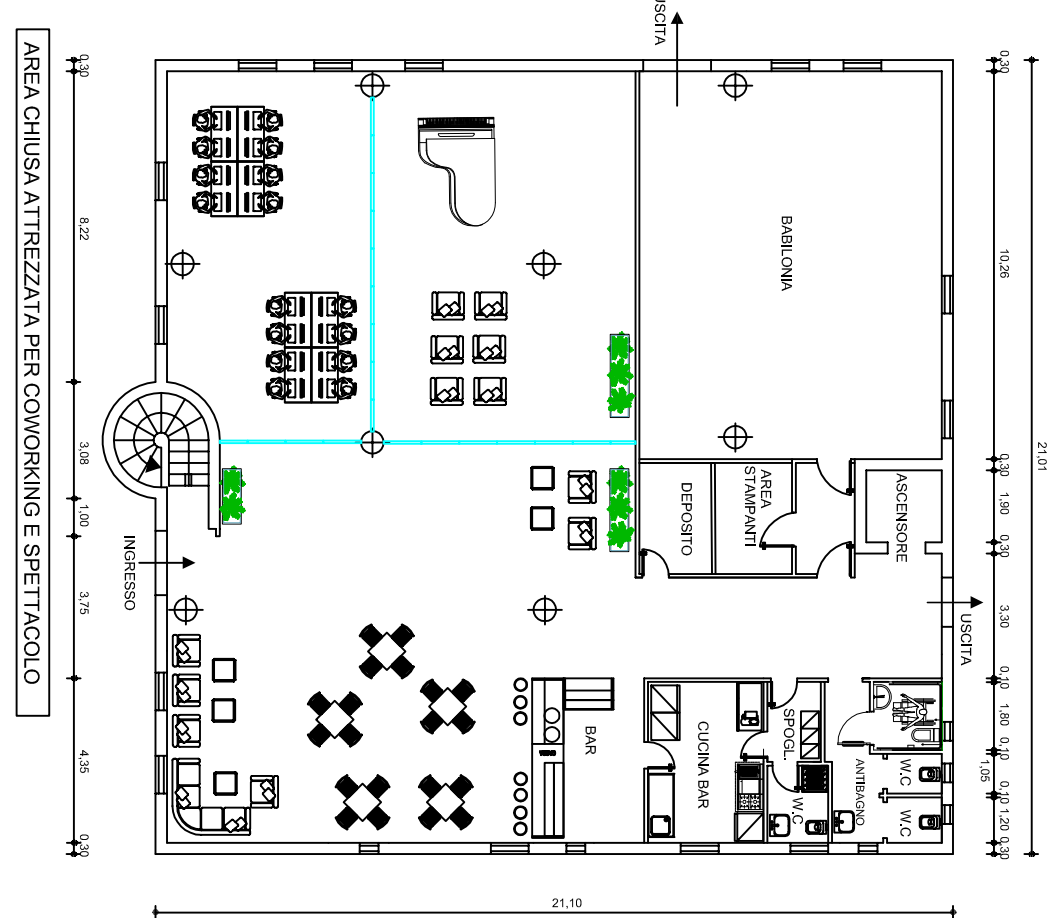 AREA CHIUSA ATTREZZATA PER COWORKING E SPETTACOLO
USCITA
BABILONIA
ASCENSORE
AREA
STAMPANTI
DEPOSITO
INGRESSO
USCITA
BAR
CUCINA BAR
SPOGL.
W.C
ANTIBAGNO
W.C
W.C
0,30
8,22
3,08
1,00
3,75
4,35
0,30
0,30
10,26
0,30
1,90
0,30
3,30
0,10
1,80
0,10
1,05
0,10
1,20
0,30
21,01
21,10